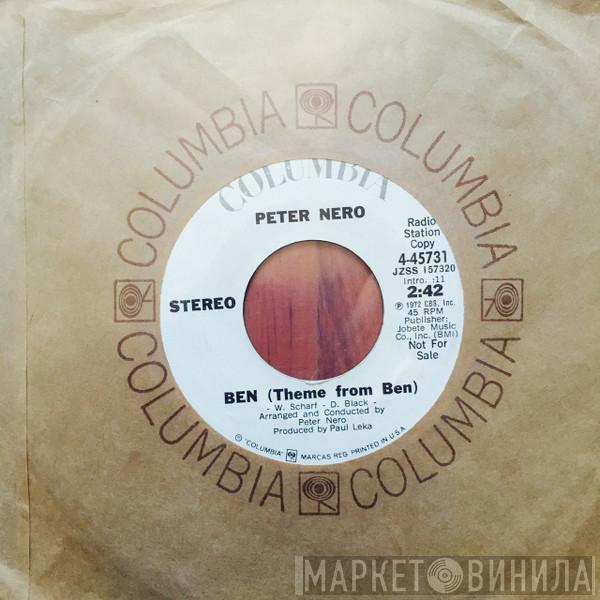 COLUMBIA
COLUMBIA
COLUMBIA
COLUMBIA
COLUMBIA
PETER NERO
Radio
Station
Copy
4-45731
JZSS 157320
Intro. :11
2:42
℗ 1972 CBS, Inc.
45 RPM
Publisher:
Jobete Music
Co., Inc. (BMI)
Not For
Sale
STEREO
BEN (Theme from Ben)
- W. Scharf - D. Black -
Arranged and Conducted by
Peter Nero
Produced by Paul Leka
© "COLUMBIA" MARCAS REG. PRINTED IN U.S.A.
МАРКЕТ ВИНИЛА